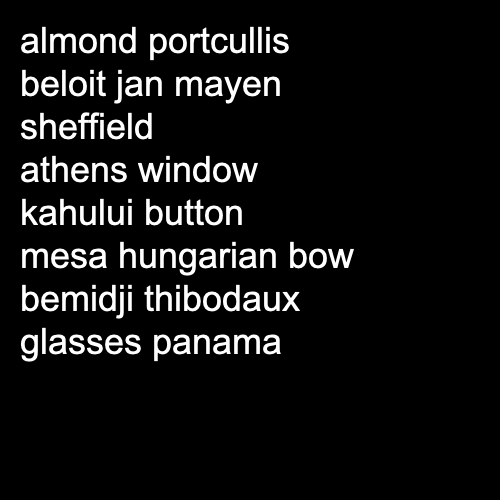 almond portcullis
beloit jan mayen
sheffield
athens window
kahului button
mesa hungarian bow
bemidji thibodaux
glasses panama